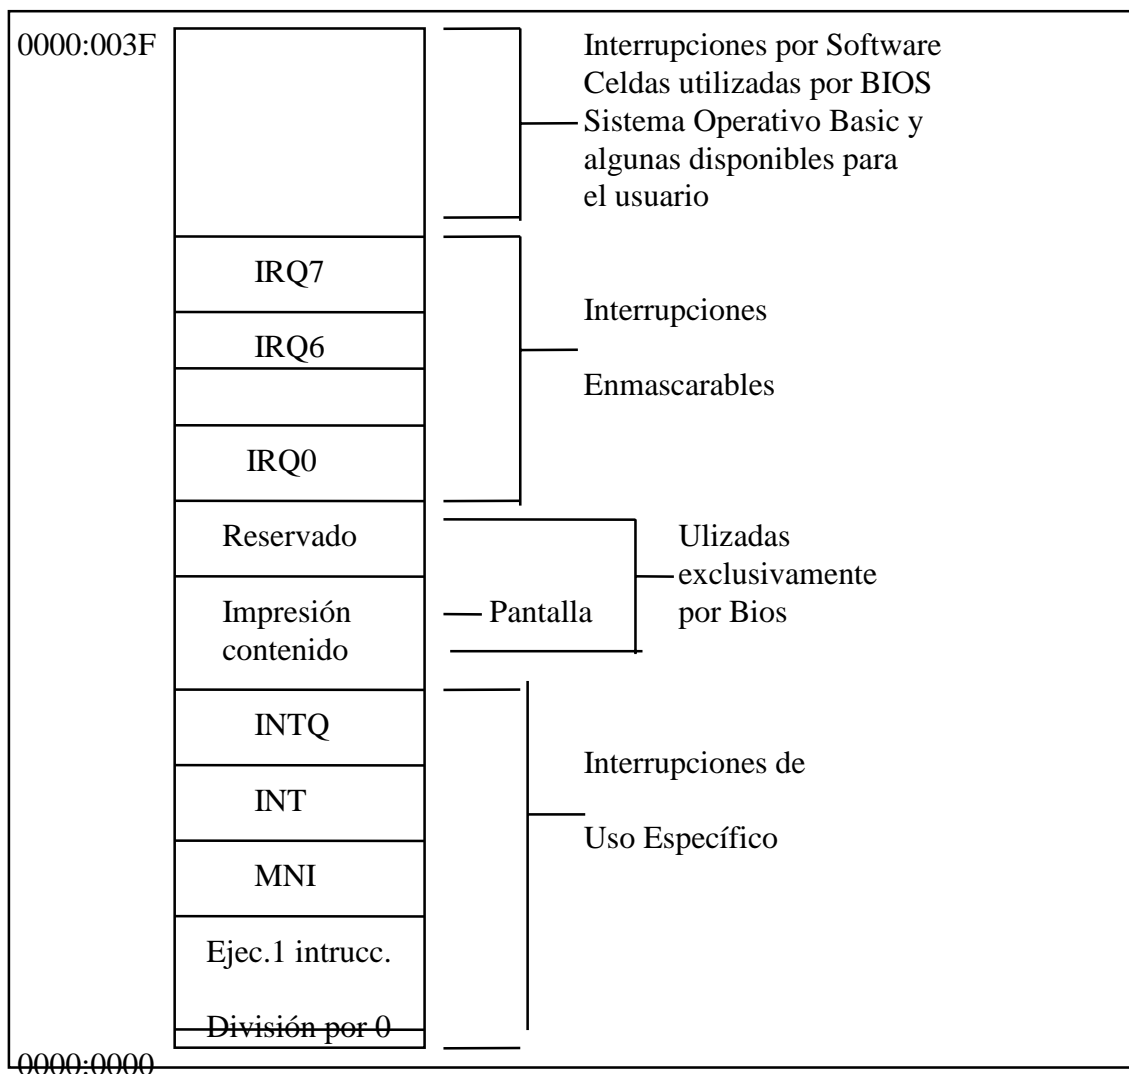 0000:003F
Interrupciones por Software
Celdas utilizadas por BIOS
Sistema Operativo Basic y
algunas disponibles para
el usuario
IRQ7
Interrupciones
IRQ6
Enmascarables
IRQ0
Reservado
Ulizadas
exclusivamente
por Bios
Impresión
contenido
Pantalla
INTQ
Interrupciones de
INT
Uso Específico
MNI
Ejec.1 intrucc.
División por 0
0000:0000